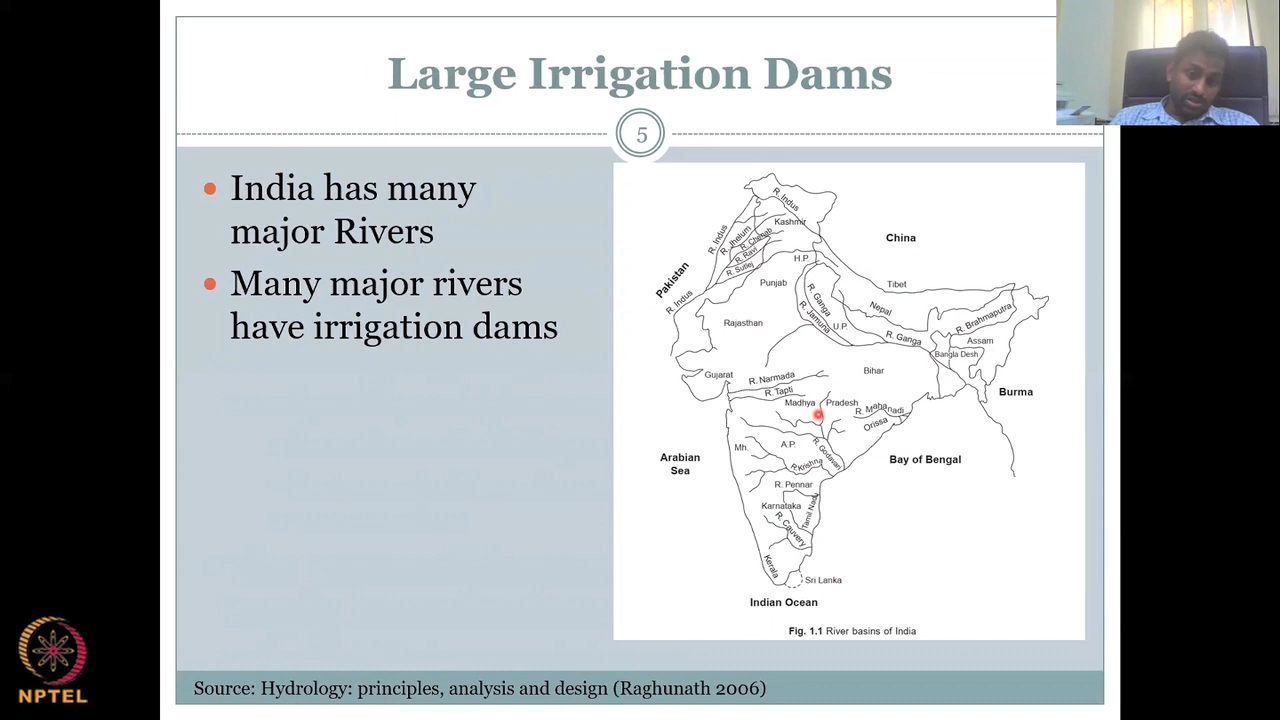 Large Irrigation Dams
5
India has many
major Rivers
Many major rivers
have irrigation dams
R. Indus
Kashmir
R. Indus
R. Jhelum
R. Chenab
R. Ravi
R. Sutlej
China
H.P.
Pakistan
R. Indus
Punjab
Tibet
R. Ganga
R. Jamuna
Nepal
U.P.
Rajasthan
R. Ganga
R. Brahmaputra
Assam
Bangla Desh
Gujarat
R. Narmada
Bihar
R. Tapti
Burma
Madhya Pradesh
R. Mahanadi
Orissa
Mh.
A.P.
R. Godavari
Arabian
Sea
Bay of Bengal
R. Krishna
R. Pennar
Karnataka
Tamil Nadu
R. Cauvery
Kerala
Sri Lanka
Indian Ocean
Fig. 1.1 River basins of India
NPTEL
Source: Hydrology: principles, analysis and design (Raghunath 2006)